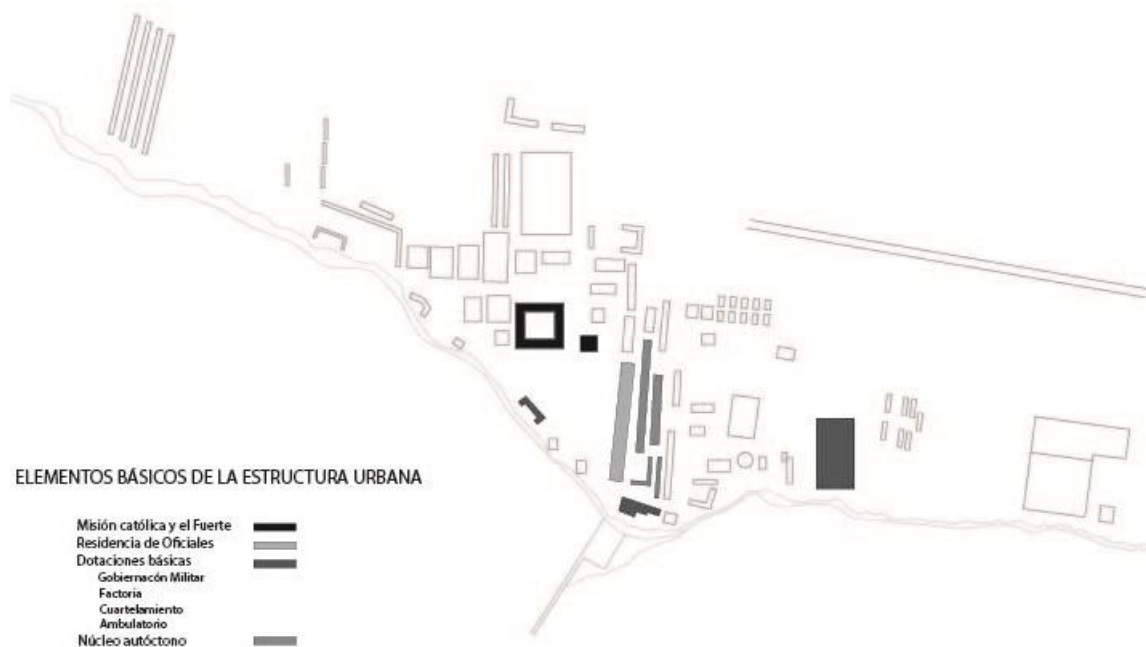 ELEMENTOS BÁSICOS DE LA ESTRUCTURA URBANA
Misión católica y el Fuerte
Residencia de Oficiales
Dotaciones básicas
Gobernacón Militar
Factoria
Cuartelamiento
Ambulatorio
Núcleo autóctono